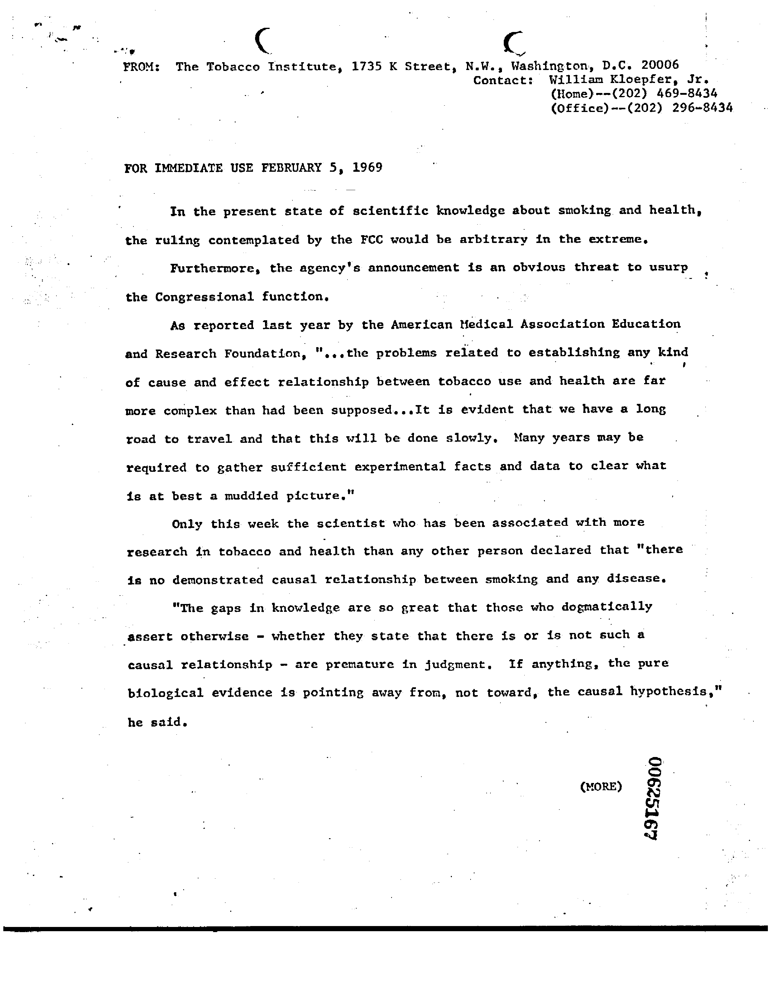 FROM: The Tobacco Institute, 1735 K Street, N.W., Washington, D.C. 20006
Contact: William Kloepfer, Jr.
(Home)--(202) 469-8434
(Office)--(202) 296-8434
FOR IMMEDIATE USE FEBRUARY 5, 1969
In the present state of scientific knowledge about smoking and health,
the ruling contemplated by the FCC would be arbitrary in the extreme.
Furthermore, the agency's announcement is an obvious threat to usurp
the Congressional function.
As reported last year by the American Medical Association Education
and Research Foundation, "...the problems related to establishing any kind
of cause and effect relationship between tobacco use and health are far
more complex than had been supposed...It is evident that we have a long
road to travel and that this will be done slowly. Many years may be
required to gather sufficient experimental facts and data to clear what
is at best a muddied picture."
Only this week the scientist who has been associated with more
research in tobacco and health than any other person declared that "there
is no demonstrated causal relationship between smoking and any disease.
"The gaps in knowledge are so great that those who dogmatically
assert otherwise - whether they state that there is or is not such a
causal relationship - are premature in judgment. If anything, the pure
biological evidence is pointing away from, not toward, the causal hypothesis,"
he said.
(MORE)
00625167